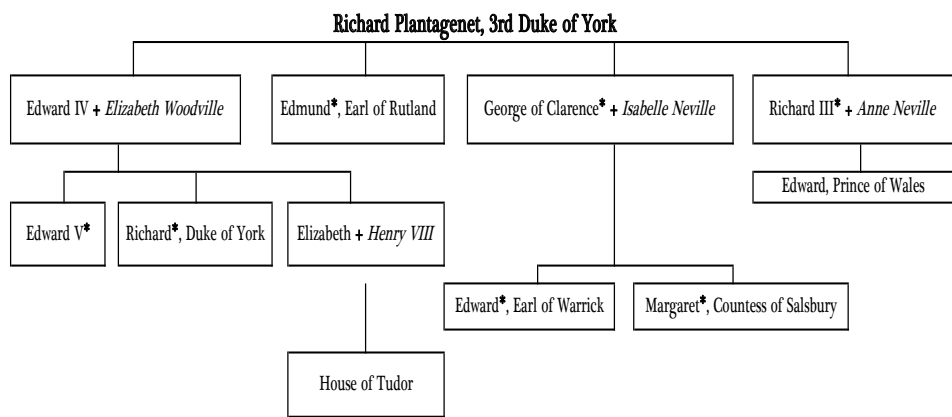 Richard Plantagenet, 3rd Duke of York
Edward IV + Elizabeth Woodville
Edmund*, Earl of Rutland
George of Clarence* + Isabelle Neville
Richard III* + Anne Neville
Edward, Prince of Wales
Edward V*
Richard*, Duke of York
Elizabeth + Henry VIII
Edward*, Earl of Warrick
Margaret*, Countess of Salsbury
House of Tudor